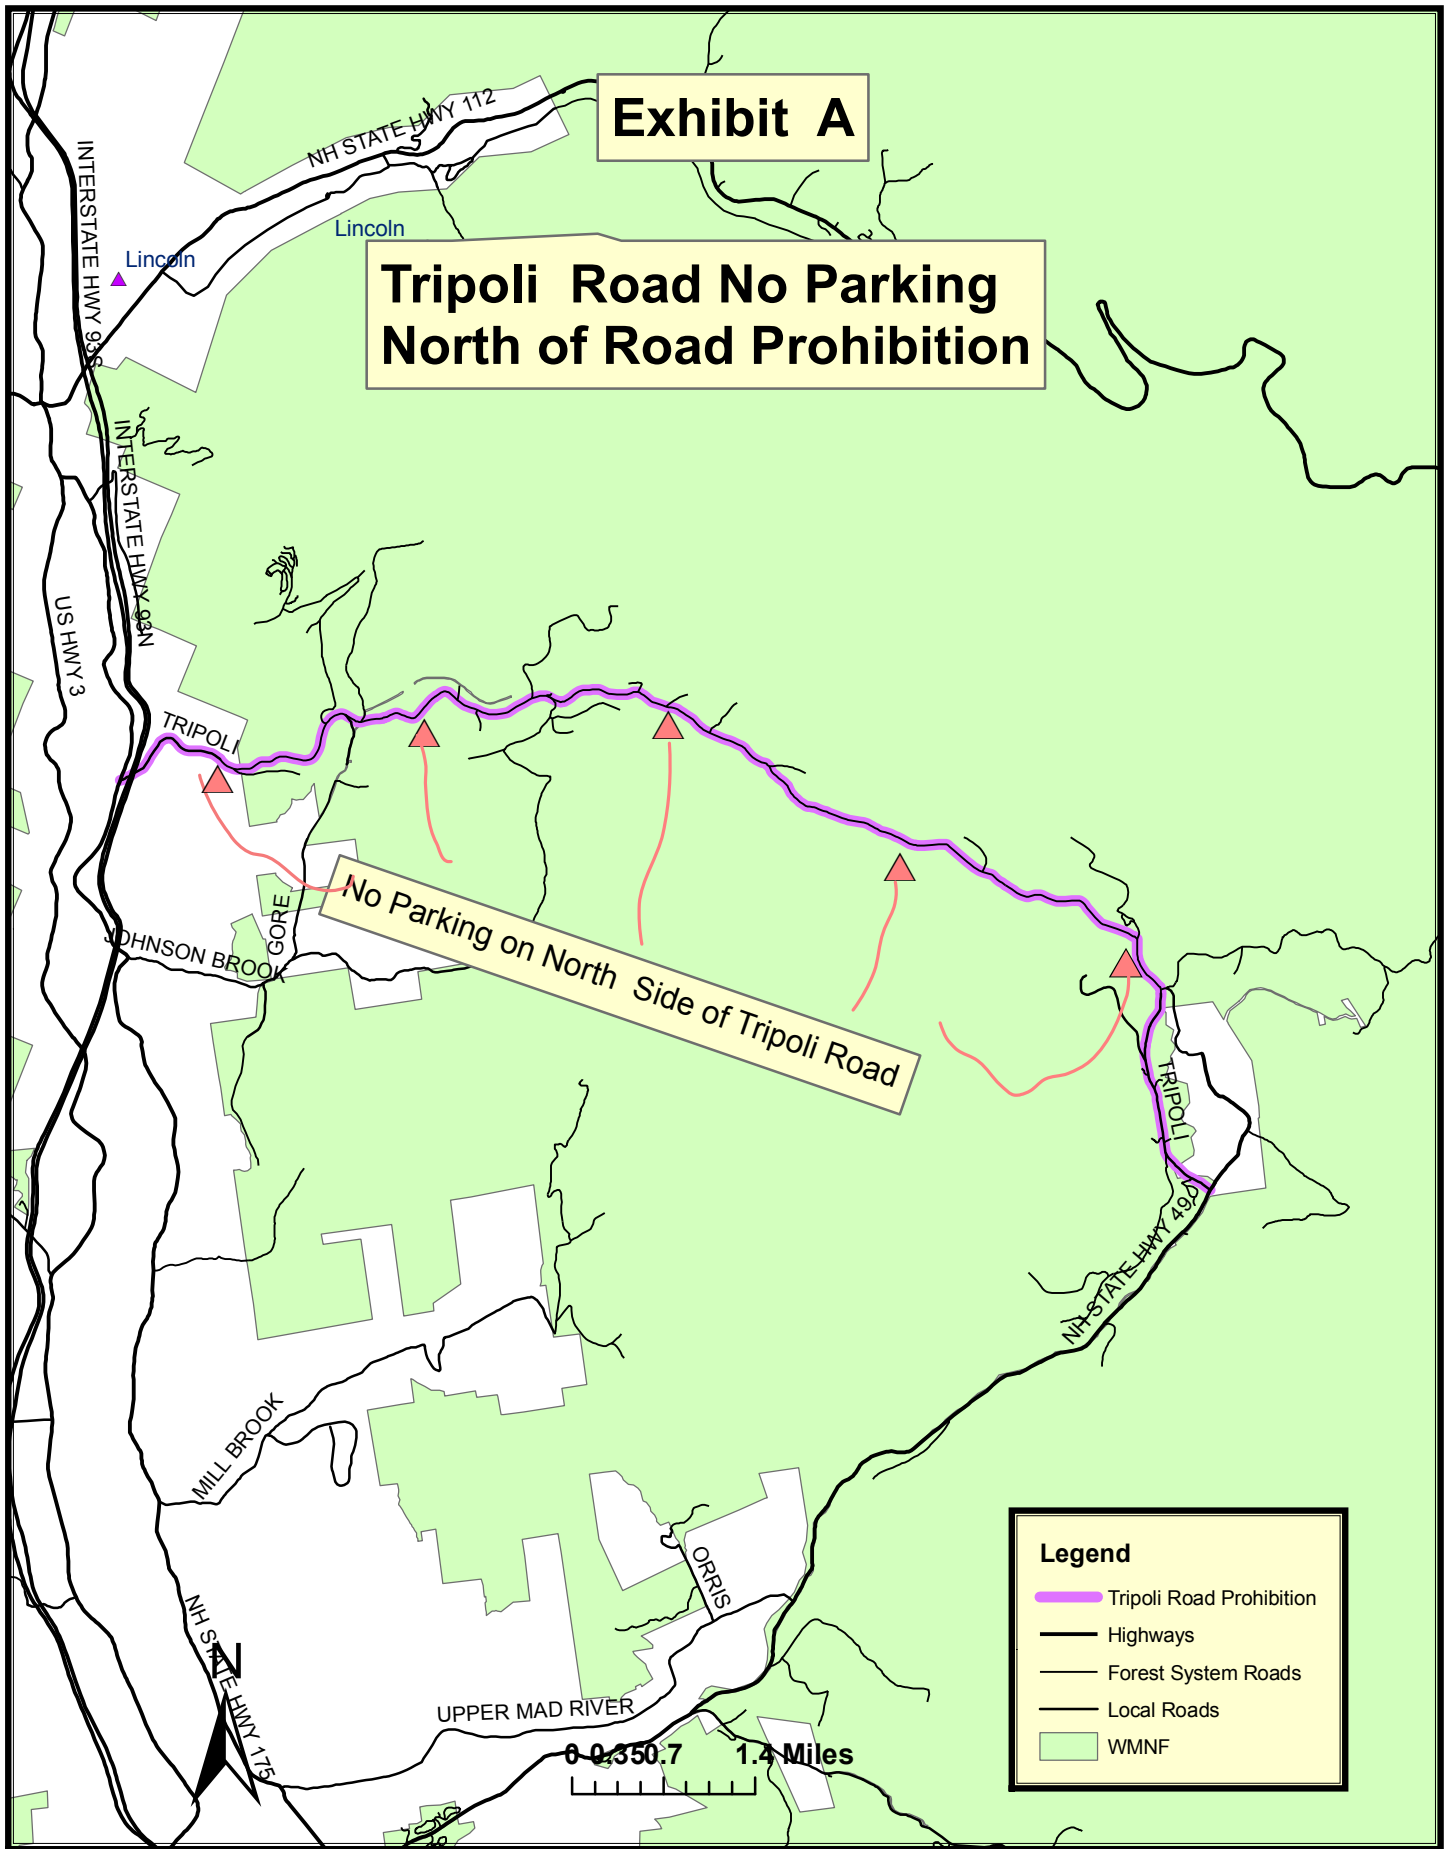 Exhibit  A
NH STATE HWY 112
INTERSTATE HWY 93S
Lincoln
Lincoln
Tripoli  Road No Parking
North of Road Prohibition
INTERSTATE HWY 93N
US HWY 3
TRIPOLI
No Parking on North  Side of Tripoli Road
GORE
JOHNSON BROOK
TRIPOLI
NH STATE HWY 49
MILL BROOK
ORRIS
NH STATE HWY 175
N
UPPER MAD RIVER
0 0.35 0.7 1.4 Miles
Legend
Tripoli Road Prohibition
Highways
Forest System Roads
Local Roads
WMNF